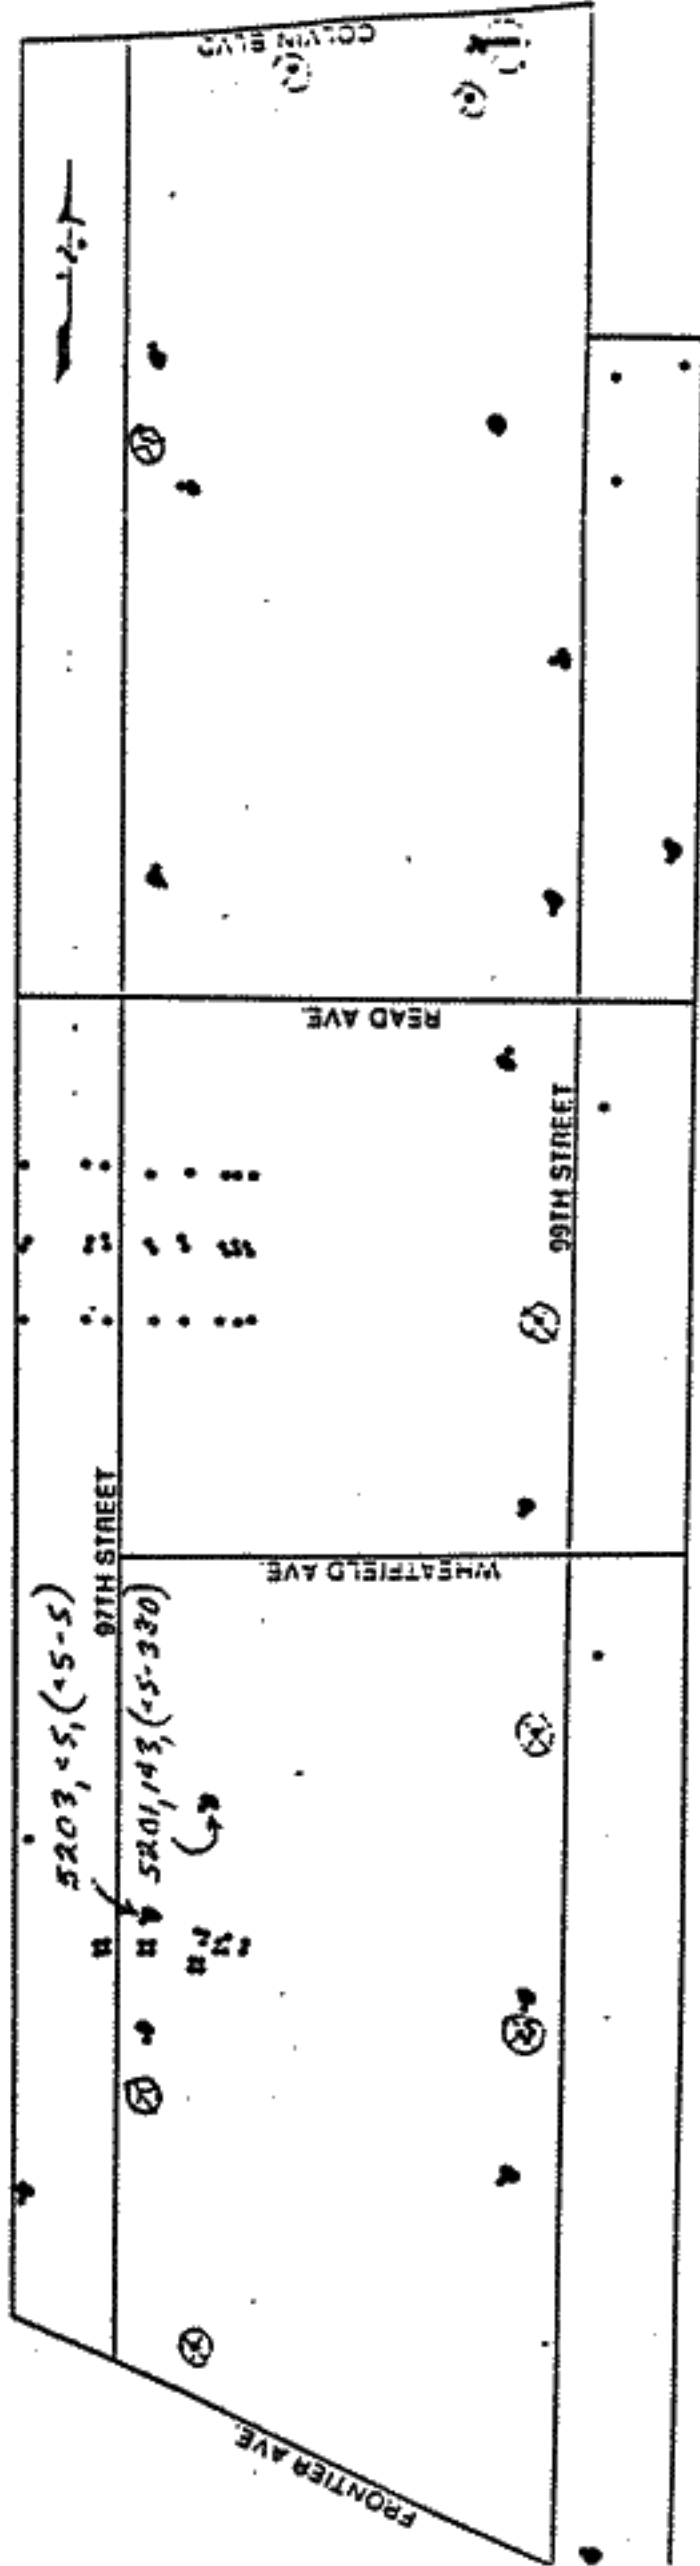 COLVIN BLVD
READ AVE.
99TH STREET
97TH STREET
WHEATFIELD AVE.
5203, <5, (<5-5)
5201, 143, (<5-380)
FRONTIER AVE.